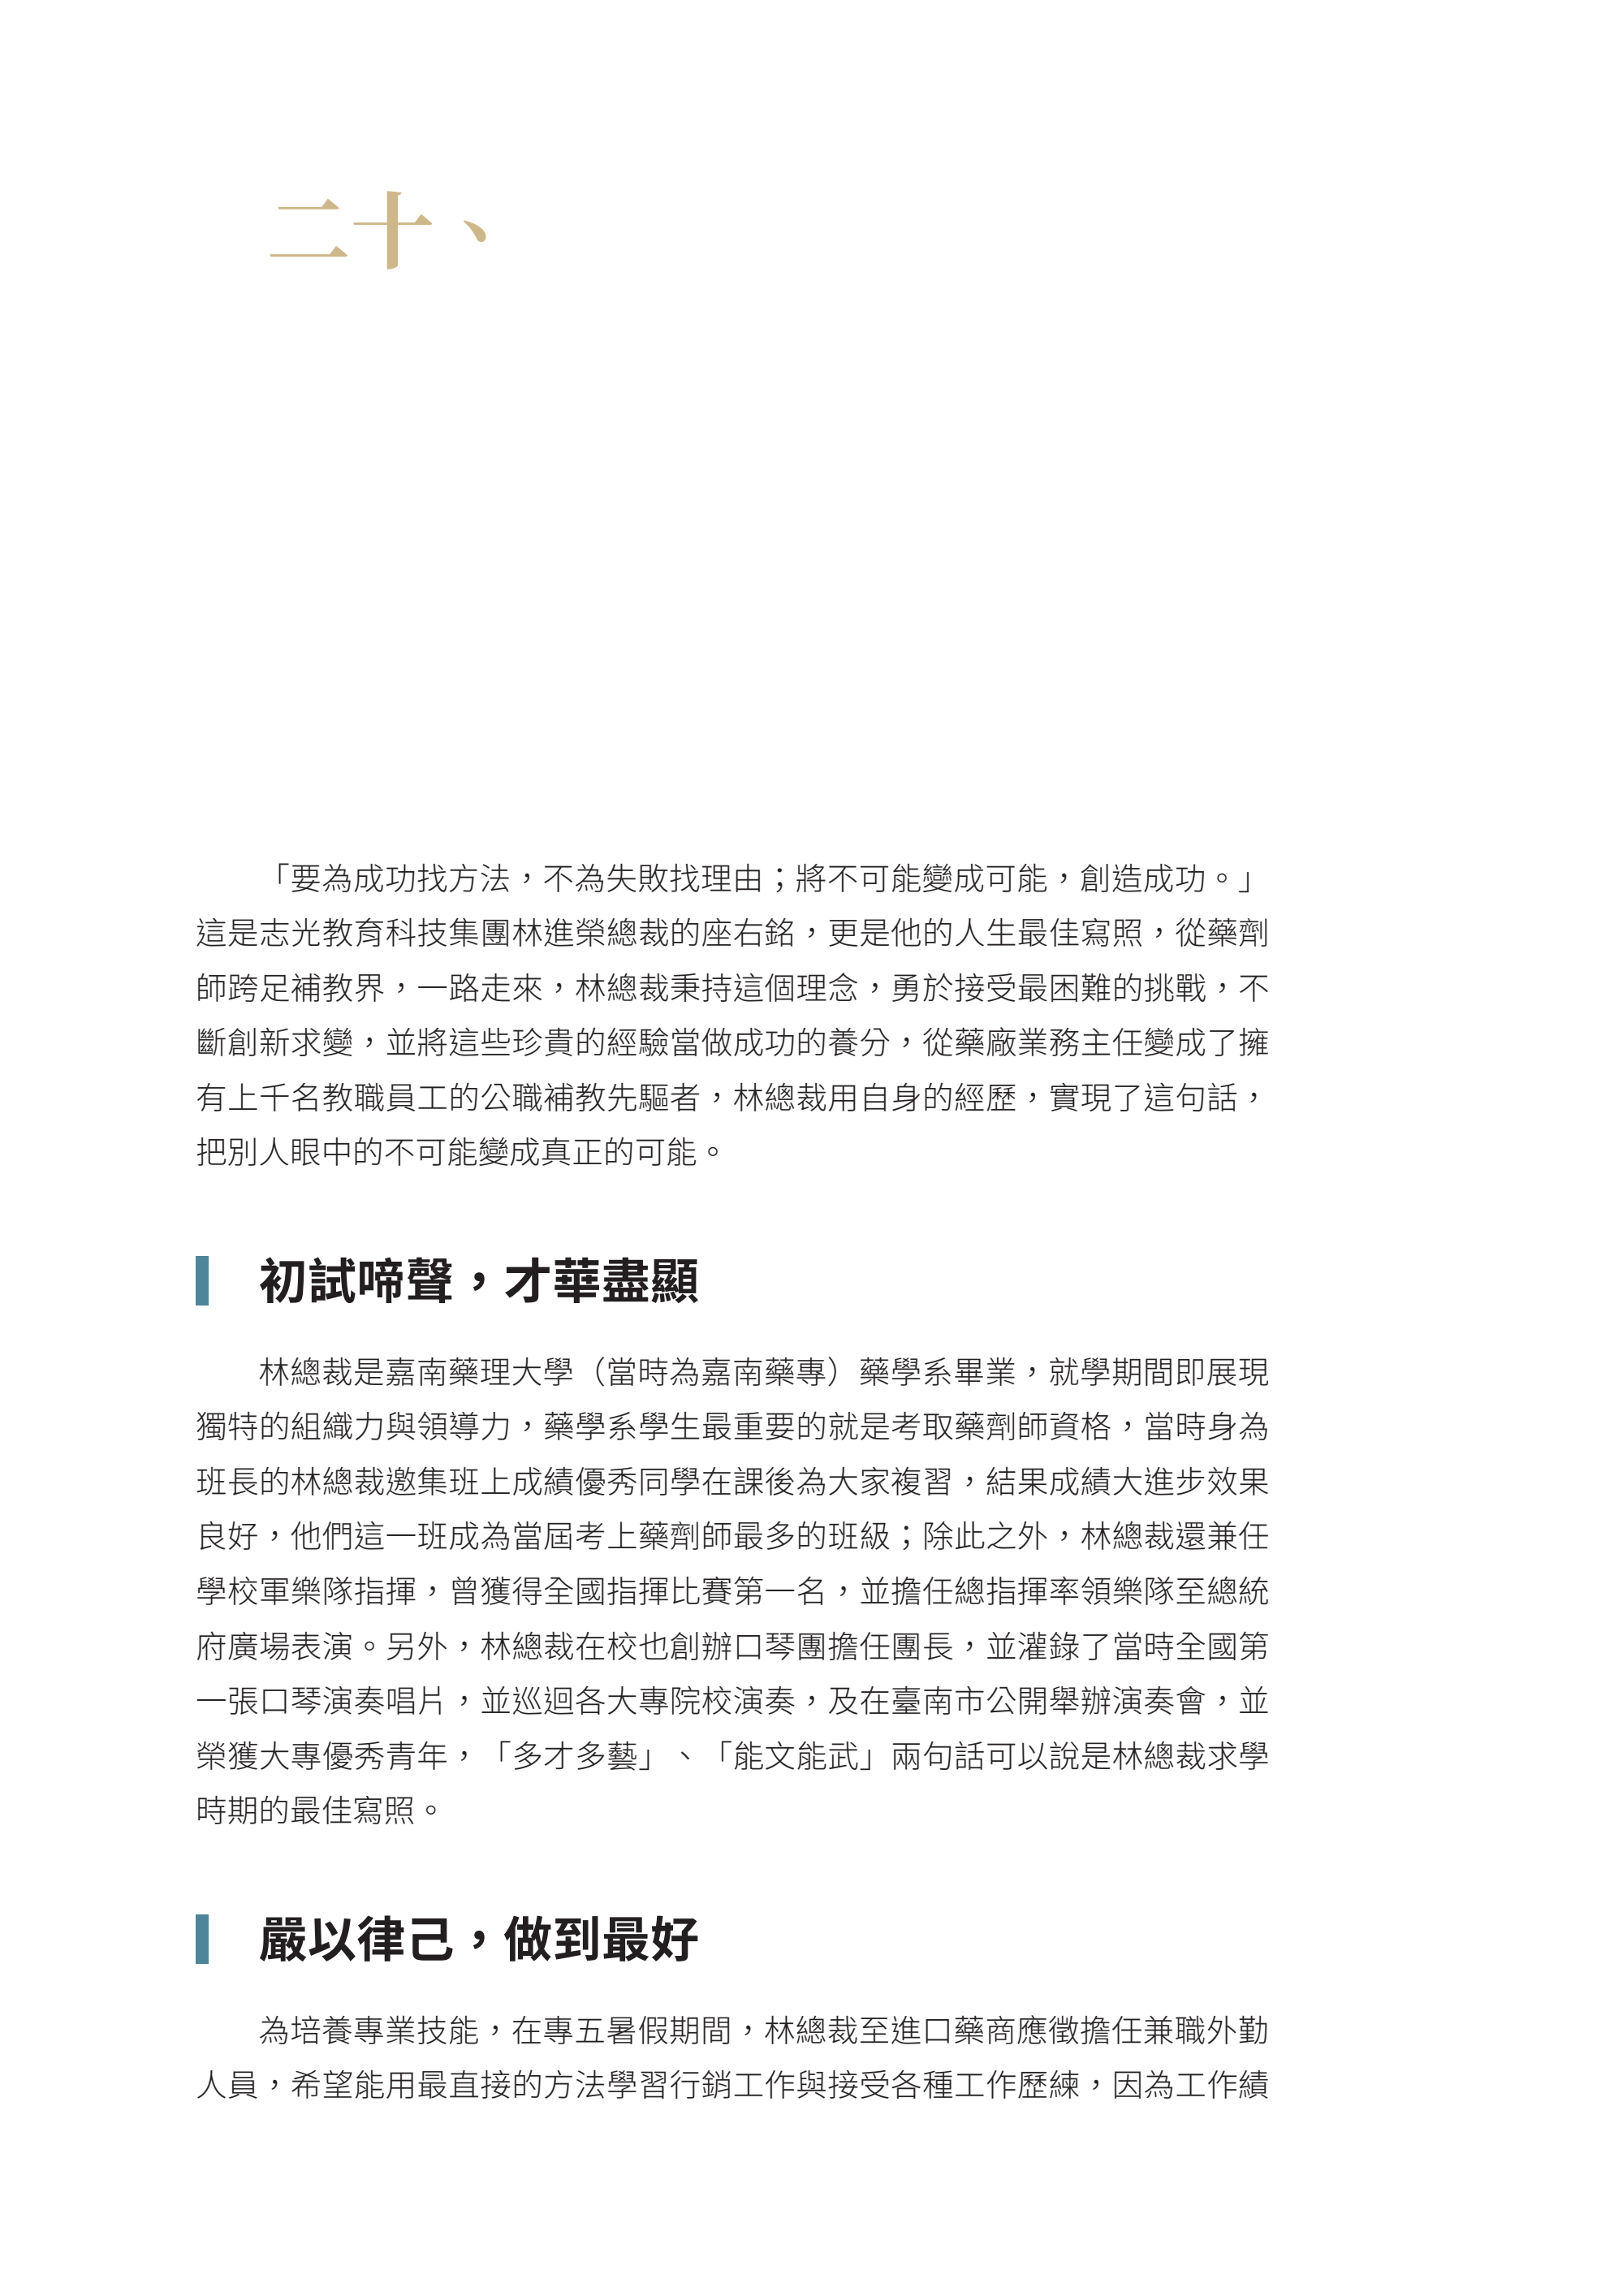 二十、
「要為成功找方法，不為失敗找理由；將不可能變成可能，創造成功。」
這是志光教育科技集團林進榮總裁的座右銘，更是他的人生最佳寫照，從藥劑
師跨足補教界，一路走來，林總裁秉持這個理念，勇於接受最困難的挑戰，不
斷創新求變，並將這些珍貴的經驗當做成功的養分，從藥廠業務主任變成了擁
有上千名教職員工的公職補教先驅者，林總裁用自身的經歷，實現了這句話，
把別人眼中的不可能變成真正的可能。
初試啼聲，才華盡顯
林總裁是嘉南藥理大學（當時為嘉南藥專）藥學系畢業，就學期間即展現
獨特的組織力與領導力，藥學系學生最重要的就是考取藥劑師資格，當時身為
班長的林總裁邀集班上成績優秀同學在課後為大家複習，結果成績大進步效果
良好，他們這一班成為當屆考上藥劑師最多的班級；除此之外，林總裁還兼任
學校軍樂隊指揮，曾獲得全國指揮比賽第一名，並擔任總指揮率領樂隊至總統
府廣場表演。另外，林總裁在校也創辦口琴團擔任團長，並灌錄了當時全國第
一張口琴演奏唱片，並巡迴各大專院校演奏，及在臺南市公開舉辦演奏會，並
榮獲大專優秀青年，「多才多藝」、「能文能武」兩句話可以說是林總裁求學
時期的最佳寫照。
嚴以律己，做到最好
為培養專業技能，在專五暑假期間，林總裁至進口藥商應徵擔任兼職外勤
人員，希望能用最直接的方法學習行銷工作與接受各種工作歷練，因為工作績